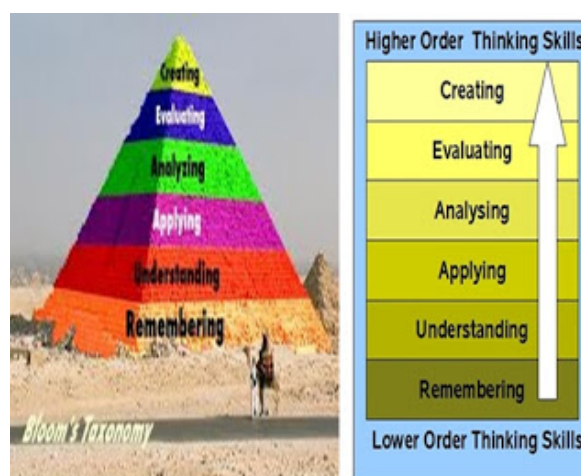 Creating
Evaluating
Analyzing
Applying
Understanding
Remembering
Bloom's Taxonomy
Higher Order Thinking Skills
Creating
Evaluating
Analysing
Applying
Understanding
Remembering
Lower Order Thinking Skills